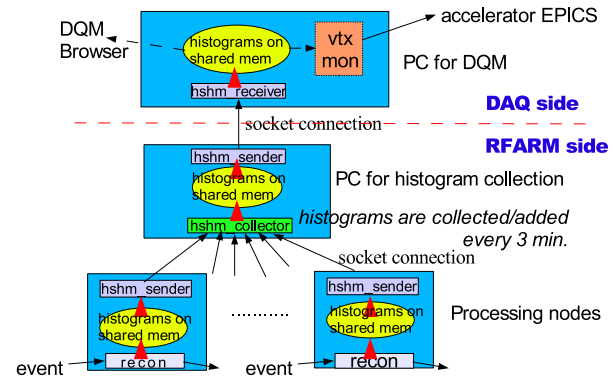 accelerator EPICS
DQM
Browser
histograms on
shared mem
vtx
mon
PC for DQM
hshm_receiver
DAQ side
socket connection
RFARM side
hshm_sender
histograms on
shared mem
PC for histogram collection
hshm_collector
histograms are collected/added
every 3 min.
socket connection
hshm_sender
hshm_sender
histograms on
shared mem
..........
histograms on
shared mem
Processing nodes
event
recon
event
recon